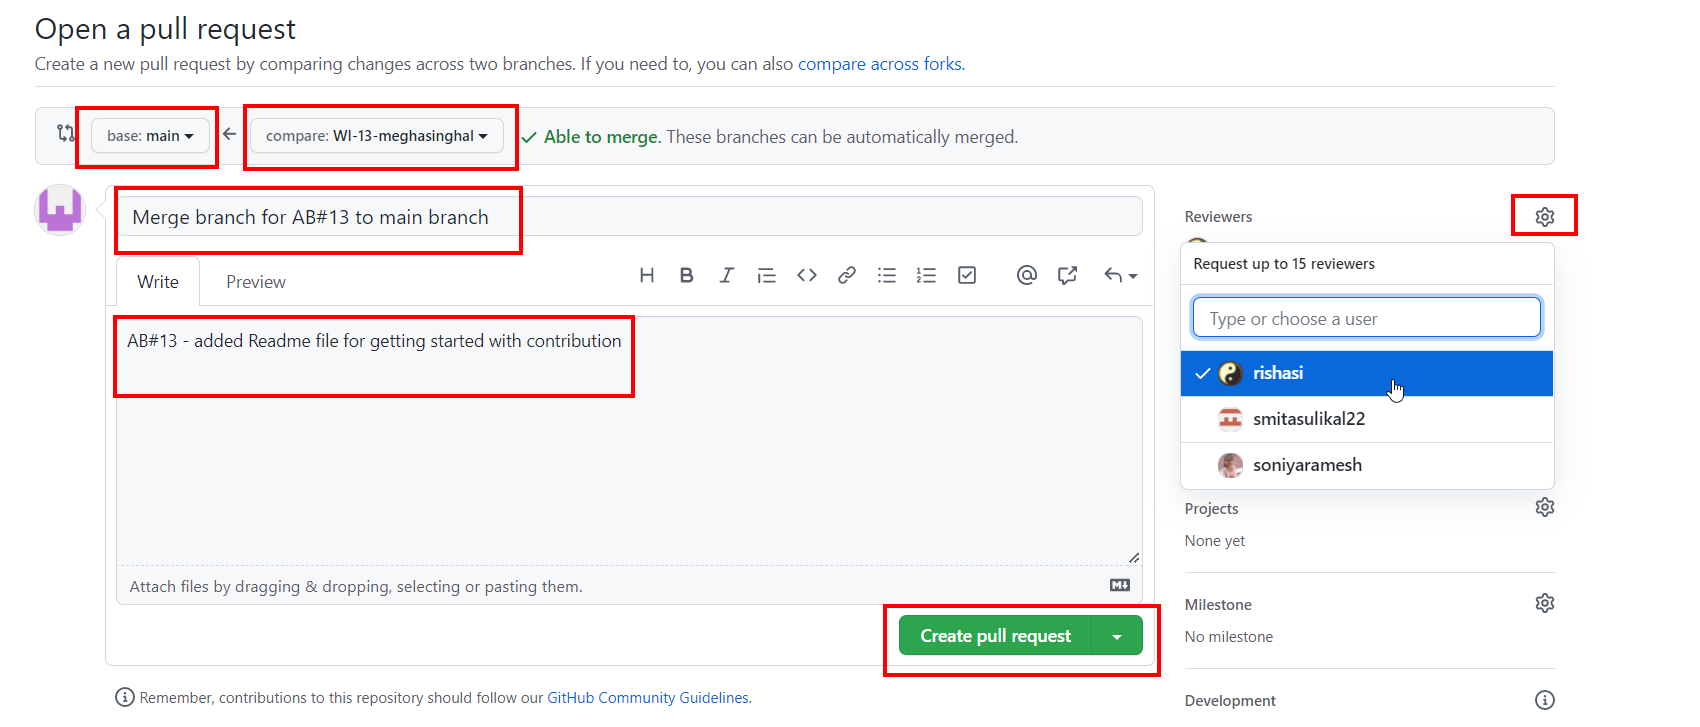 Open a pull request
Create a new pull request by comparing changes across two branches. If you need to, you can also compare across forks.
base: main
compare: WI-13-meghasinghal
Able to merge. These branches can be automatically merged.
Merge branch for AB#13 to main branch
Write
Preview
AB#13 - added Readme file for getting started with contribution
Attach files by dragging & dropping, selecting or pasting them.
Create pull request
Remember, contributions to this repository should follow our GitHub Community Guidelines.
Reviewers
Request up to 15 reviewers
Type or choose a user
rishasi
smitasulikal22
soniyaramesh
Projects
None yet
Milestone
No milestone
Development